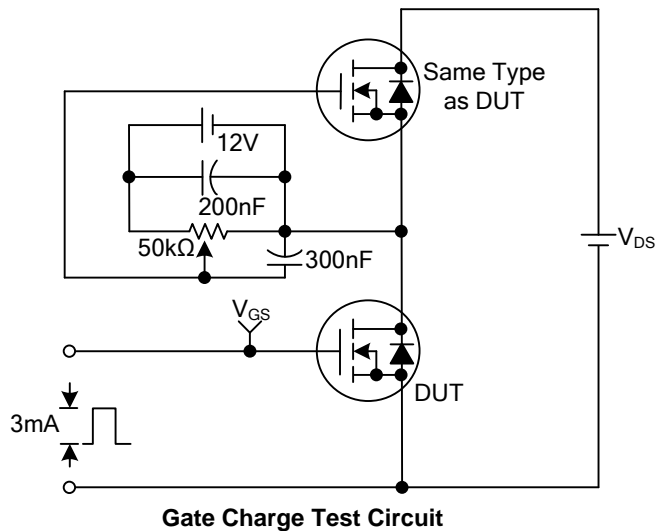 Same Type
as DUT
12V
200nF
50kΩ
300nF
V_DS
V_GS
DUT
3mA
Gate Charge Test Circuit